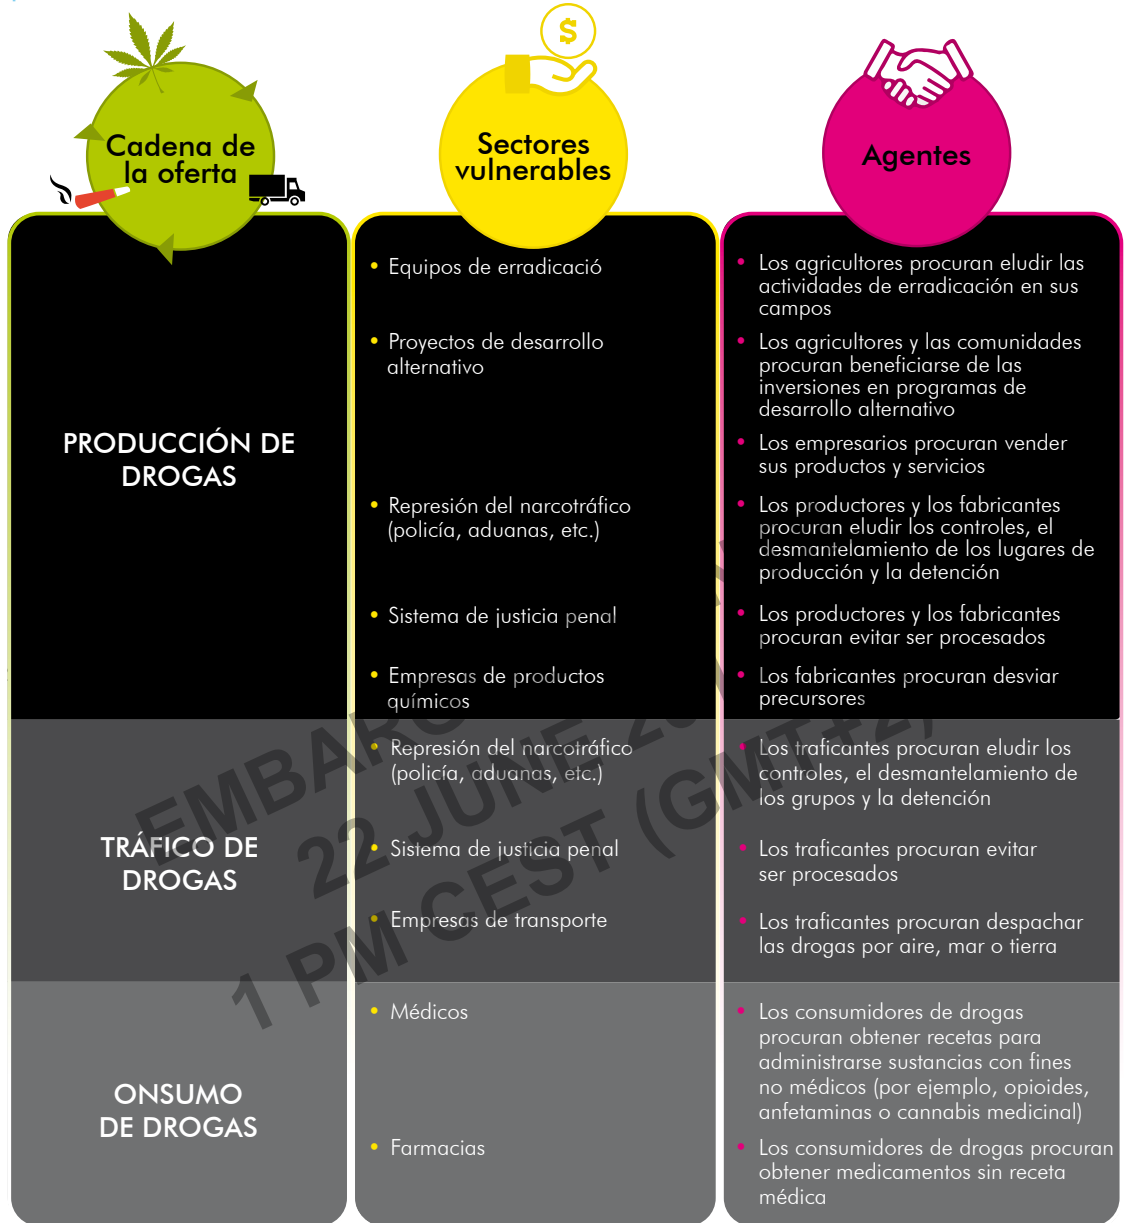 $
Cadena de
la oferta
Sectores
vulnerables
Agentes
PRODUCCIÓN DE
DROGAS
• Equipos de erradicació
• Los agricultores procuran eludir las
actividades de erradicación en sus
campos
• Proyectos de desarrollo
alternativo
• Los agricultores y las comunidades
procuran beneficiarse de las
inversiones en programas de
desarrollo alternativo
• Los empresarios procuran vender
sus productos y servicios
• Represión del narcotráfico
(policía, aduanas, etc.)
• Los productores y los fabricantes
procuran eludir los controles, el
desmantelamiento de los lugares de
producción y la detención
• Sistema de justicia penal
• Los productores y los fabricantes
procuran evitar ser procesados
• Empresas de productos
químicos
• Los fabricantes procuran desviar
precursores
TRÁFICO DE
DROGAS
• Represión del narcotráfico
(policía, aduanas, etc.)
• Los traficantes procuran eludir los
controles, el desmantelamiento de
los grupos y la detención
• Sistema de justicia penal
• Los traficantes procuran evitar
ser procesados
• Empresas de transporte
• Los traficantes procuran despachar
las drogas por aire, mar o tierra
ONSUMO
DE DROGAS
• Médicos
• Los consumidores de drogas
procuran obtener recetas para
administrarse sustancias con fines
no médicos (por ejemplo, opioides,
anfetaminas o cannabis medicinal)
• Farmacias
• Los consumidores de drogas procuran
obtener medicamentos sin receta
médica
22 JUNE
1 PM CEST (GMT+2)